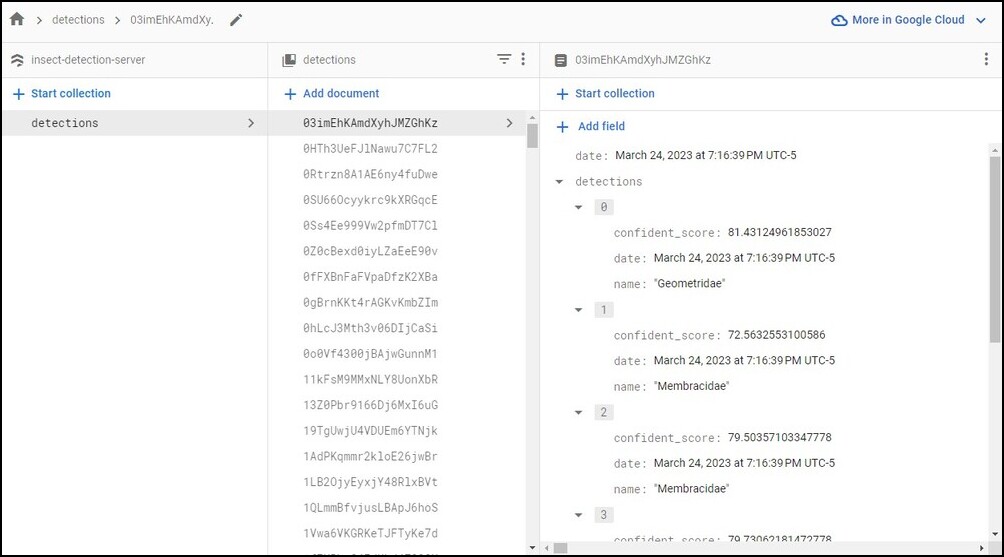 detections
03imEhKAmdXy.
More in Google Cloud
insect-detection-server
detections
03imEhKAmdXyhJMZGhKz
Start collection
Add document
Start collection
detections
03imEhKAmdXyhJMZGhKz
0HTh3UeFJlNawu7C7FL2
0Rtrzn8A1AE6ny4fuDwe
0SU66Ocyykrc9kXRGqcE
0Ss4Ee999Vw2pfmDT7Cl
0Z0cBexd0iyLZaEeE90v
0fFXBnFaFVpaDfzK2XBa
0gBrnKKt4rAGKvKmbZIm
0hLcJ3Mth3v06DIjCaSi
0o0Vf4300jBAjwGunnM1
11kFsM9MMxNLY8UonXbR
13Z0Pbr9166Dj6MxI6uG
19TgUwjU4VDUEm6YTNjk
1AdPKqmmr2kloE26jwBr
1LB2OjyEyxjY48RlxBVt
1QLmmBfvjusLBApJ6hoS
1Vwa6VKGRKeTJFTyKe7d
Add field
date: March 24, 2023 at 7:16:39 PM UTC-5
detections
0
confident_score: 81.43124961853027
date: March 24, 2023 at 7:16:39 PM UTC-5
name: "Geometridae"
1
confident_score: 72.5632553100586
date: March 24, 2023 at 7:16:39 PM UTC-5
name: "Membracidae"
2
confident_score: 79.50357103347778
date: March 24, 2023 at 7:16:39 PM UTC-5
name: "Membracidae"
3
confident_score: 79.73062181472778